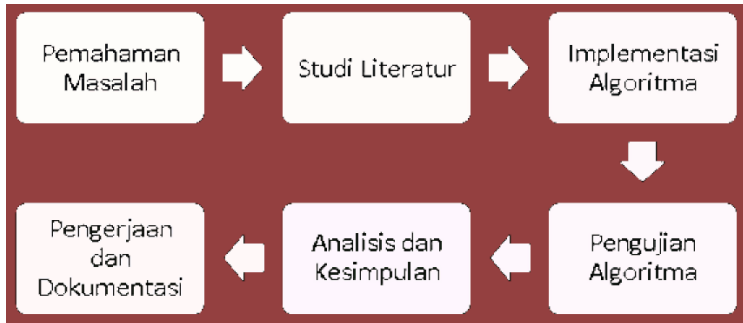 Pemahaman
Masalah
Studi Literatur
Implementasi
Algoritma
Pengujian
Algoritma
Analisis dan
Kesimpulan
Pengerjaan
dan
Dokumentasi